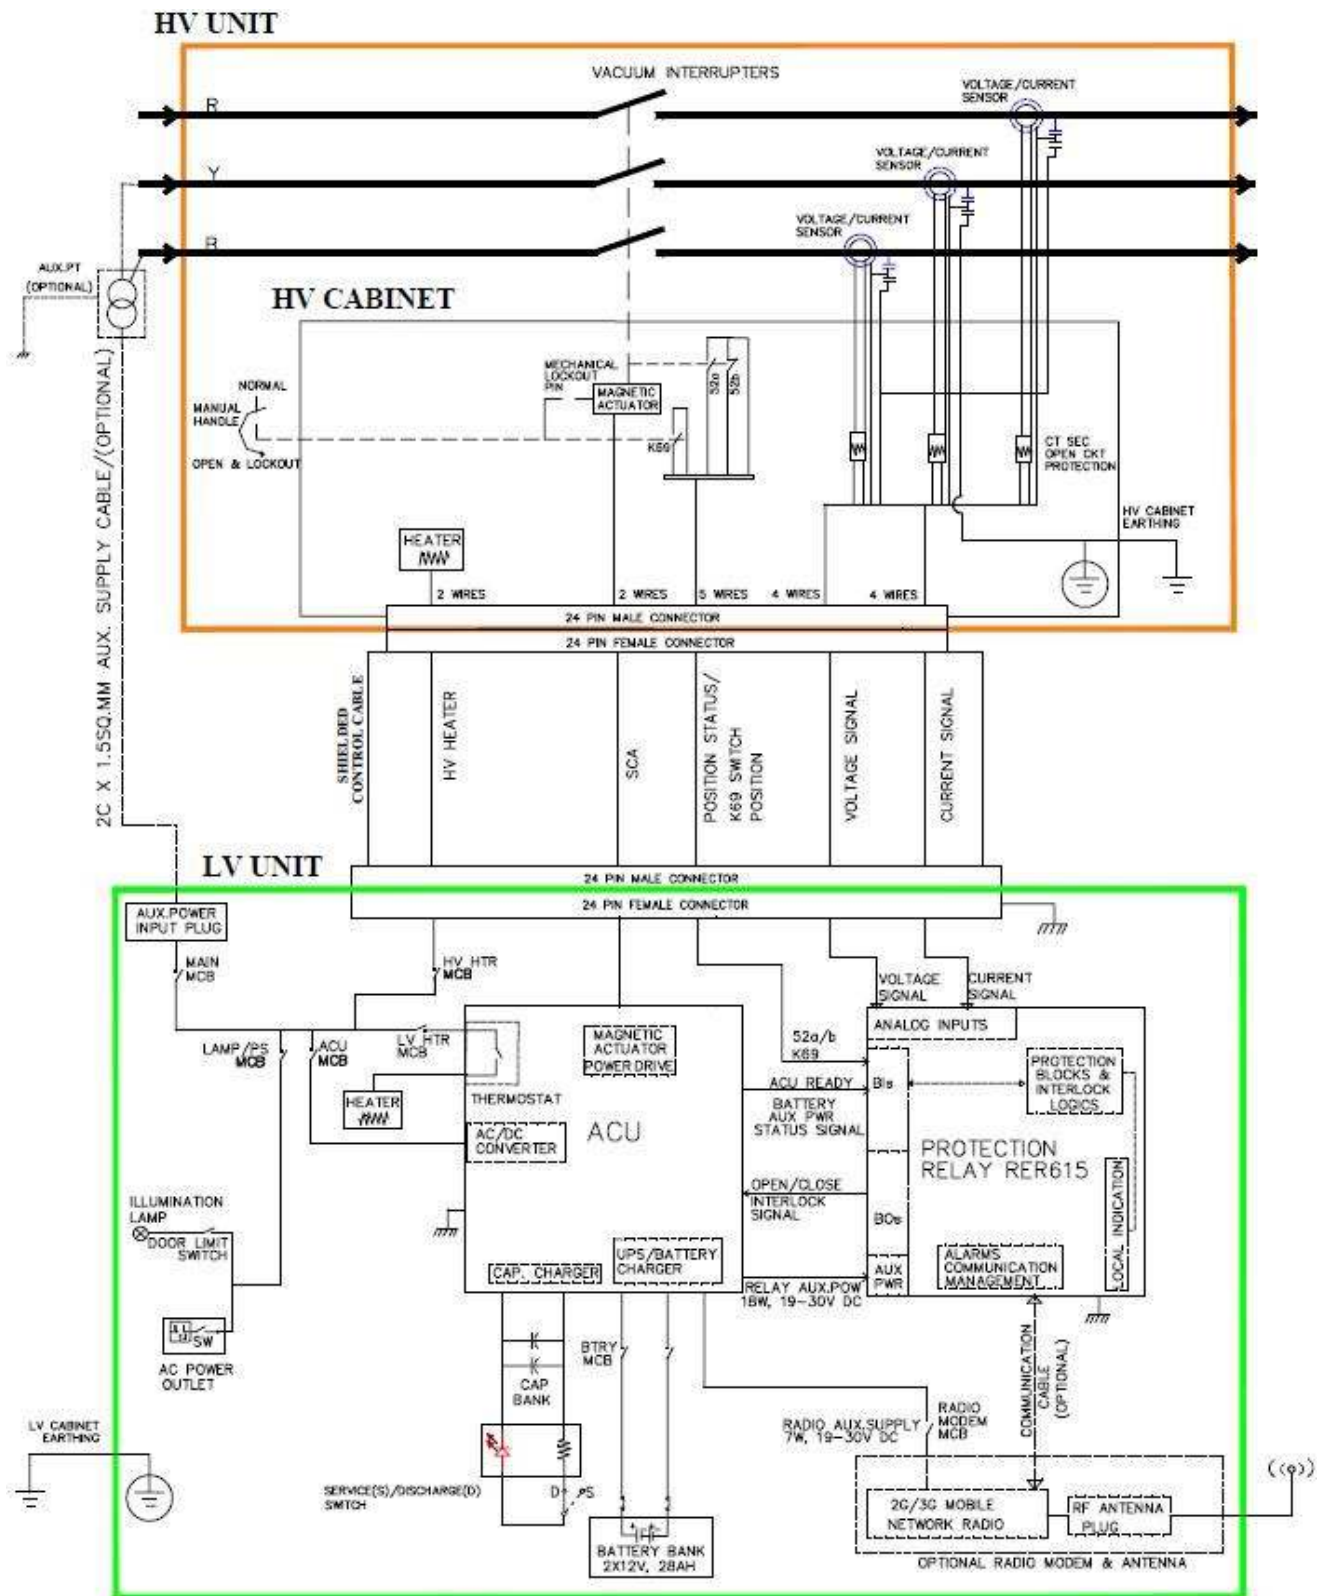 HV UNIT
VACUUM INTERRUPTERS
VOLTAGE/CURRENT
SENSOR
R
VOLTAGE/CURRENT
SENSOR
Y
VOLTAGE/CURRENT
SENSOR
B
AUX.PT
(OPTIONAL)
HV CABINET
MECHANICAL
LOCKOUT
PIN
MAGNETIC
ACTUATOR
52a
52b
NORMAL
MANUAL
HANDLE
OPEN & LOCKOUT
K69
CT SEC
OPEN CKT
PROTECTION
HV CABINET
EARTHING
HEATER
2 WIRES
2 WIRES
5 WIRES
4 WIRES
4 WIRES
24 PIN MALE CONNECTOR
24 PIN FEMALE CONNECTOR
2C X 1.5SQ.MM AUX. SUPPLY CABLE/(OPTIONAL)
SHIELDED
CONTROL CABLE
HV HEATER
SCA
POSITION STATUS/
K69 SWITCH
POSITION
VOLTAGE SIGNAL
CURRENT SIGNAL
LV UNIT
24 PIN MALE CONNECTOR
24 PIN FEMALE CONNECTOR
AUX.POWER
INPUT PLUG
MAIN
MCB
HV HTR
MCB
VOLTAGE
SIGNAL
CURRENT
SIGNAL
LAMP/PS
MCB
ACU
MCB
LV HTR
MCB
MAGNETIC
ACTUATOR
POWER DRIVE
ANALOG INPUTS
52a/b
K69
HEATER
THERMOSTAT
ACU READY
BIs
PROTECTION
BLOCKS &
INTERLOCK
LOGICS
BATTERY
AUX PWR
STATUS SIGNAL
AC/DC
CONVERTER
ACU
PROTECTION
RELAY RER615
OPEN/CLOSE
INTERLOCK
SIGNAL
BOs
LOCAL INDICATION
ILLUMINATION
LAMP
DOOR LIMIT
SWITCH
CAP. CHARGER
UPS/BATTERY
CHARGER
AUX
PWR
ALARMS
COMMUNICATION
MANAGEMENT
RELAY AUX.POW
18W, 19-30V DC
SW
AC POWER
OUTLET
CAP
BANK
BTRY
MCB
COMMUNICATION
CABLE
(OPTIONAL)
RADIO AUX.SUPPLY
7W, 19-30V DC
RADIO
MODEM
MCB
LV CABINET
EARTHING
SERVICE(S)/DISCHARGE(D)
SWITCH
D
S
BATTERY BANK
2X12V, 28AH
2G/3G MOBILE
NETWORK RADIO
RF ANTENNA
PLUG
OPTIONAL RADIO MODEM & ANTENNA